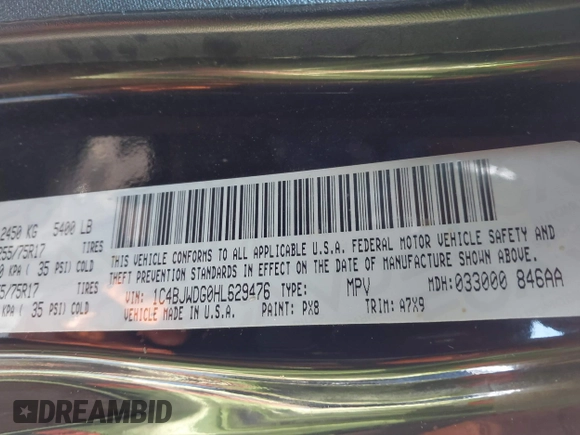 2450 KG 5400 LB
255/75R17 TIRES
KPA ( 35 PSI) COLD
75R17 TIRES
KPA ( 35 PSI) COLD
THIS VEHICLE CONFORMS TO ALL APPLICABLE U.S.A. FEDERAL MOTOR VEHICLE SAFETY AND
THEFT PREVENTION STANDARDS IN EFFECT ON THE DATE OF MANUFACTURE SHOWN ABOVE.
VIN: 1C4BJWDG0HL629476 TYPE: MPV MDH: 033000 846AA
VEHICLE MADE IN U.S.A. PAINT: PX8 TRIM: A7X9
DREAMBID